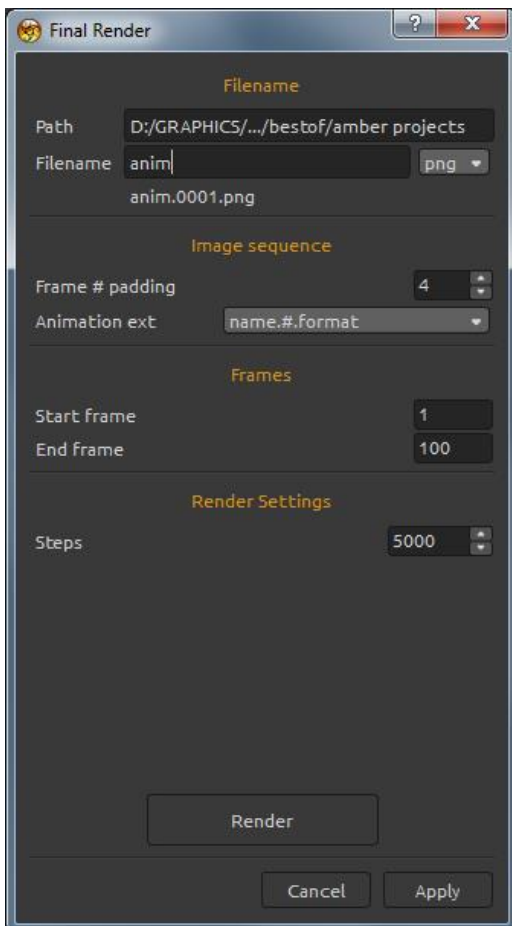 Final Render
?
X
Filename
Path D:/GRAPHICS/.../bestof/amber projects
Filename anim png
anim.0001.png
Image sequence
Frame # padding 4
Animation ext name.#.format
Frames
Start frame 1
End frame 100
Render Settings
Steps 5000
Render
Cancel Apply